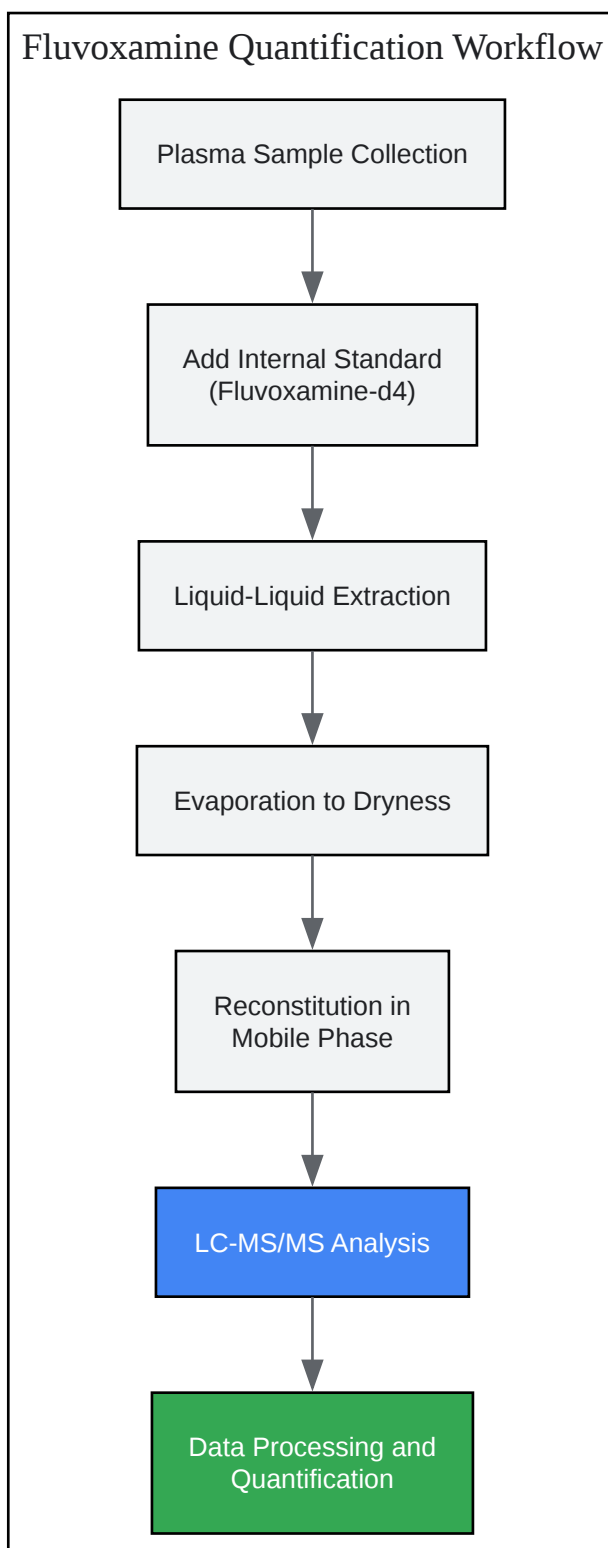 Fluvoxamine Quantification Workflow
Plasma Sample Collection
Add Internal Standard
(Fluvoxamine-d4)
Liquid-Liquid Extraction
Evaporation to Dryness
Reconstitution in
Mobile Phase
LC-MS/MS Analysis
Data Processing and
Quantification